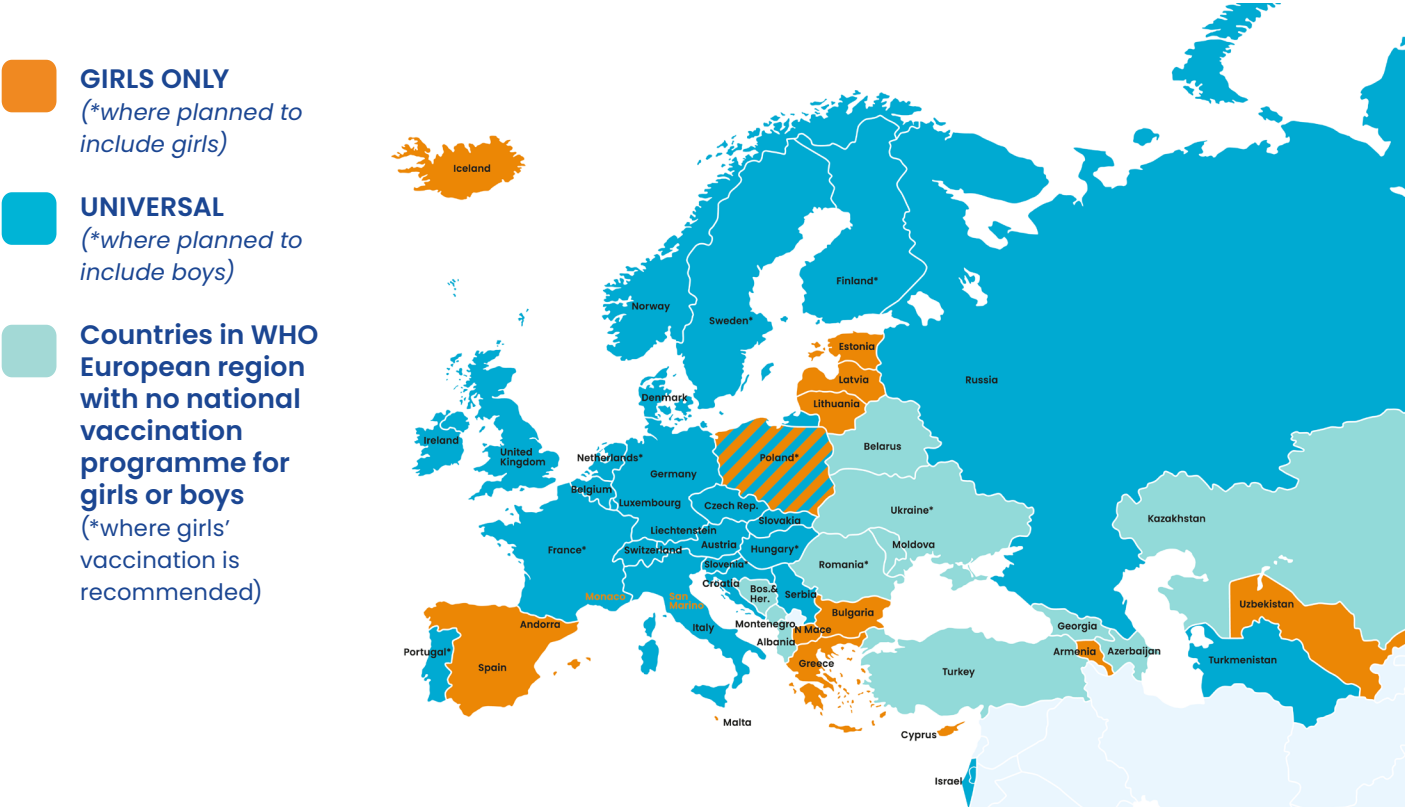 GIRLS ONLY
(*where planned to
include girls)
UNIVERSAL
(*where planned to
include boys)
Countries in WHO
European region
with no national
vaccination
programme for
girls or boys
(*where girls’
vaccination is
recommended)
Iceland
Norway
Sweden*
Finland*
Estonia
Latvia
Lithuania
Russia
Denmark
Ireland
United
Kingdom
Netherlands*
Belgium
Germany
Poland*
Belarus
Luxembourg
Czech Rep.
Slovakia
Ukraine*
Kazakhstan
Liechtenstein
France*
Switzerland
Austria
Hungary*
Moldova
Slovenia*
Romania*
Croatia
Bos.&
Her.
Serbia
Monaco
San
Marino
Italy
Montenegro
Albania
N Mace
Bulgaria
Greece
Andorra
Portugal*
Spain
Malta
Cyprus
Turkey
Georgia
Armenia
Azerbaijan
Uzbekistan
Turkmenistan
Israel